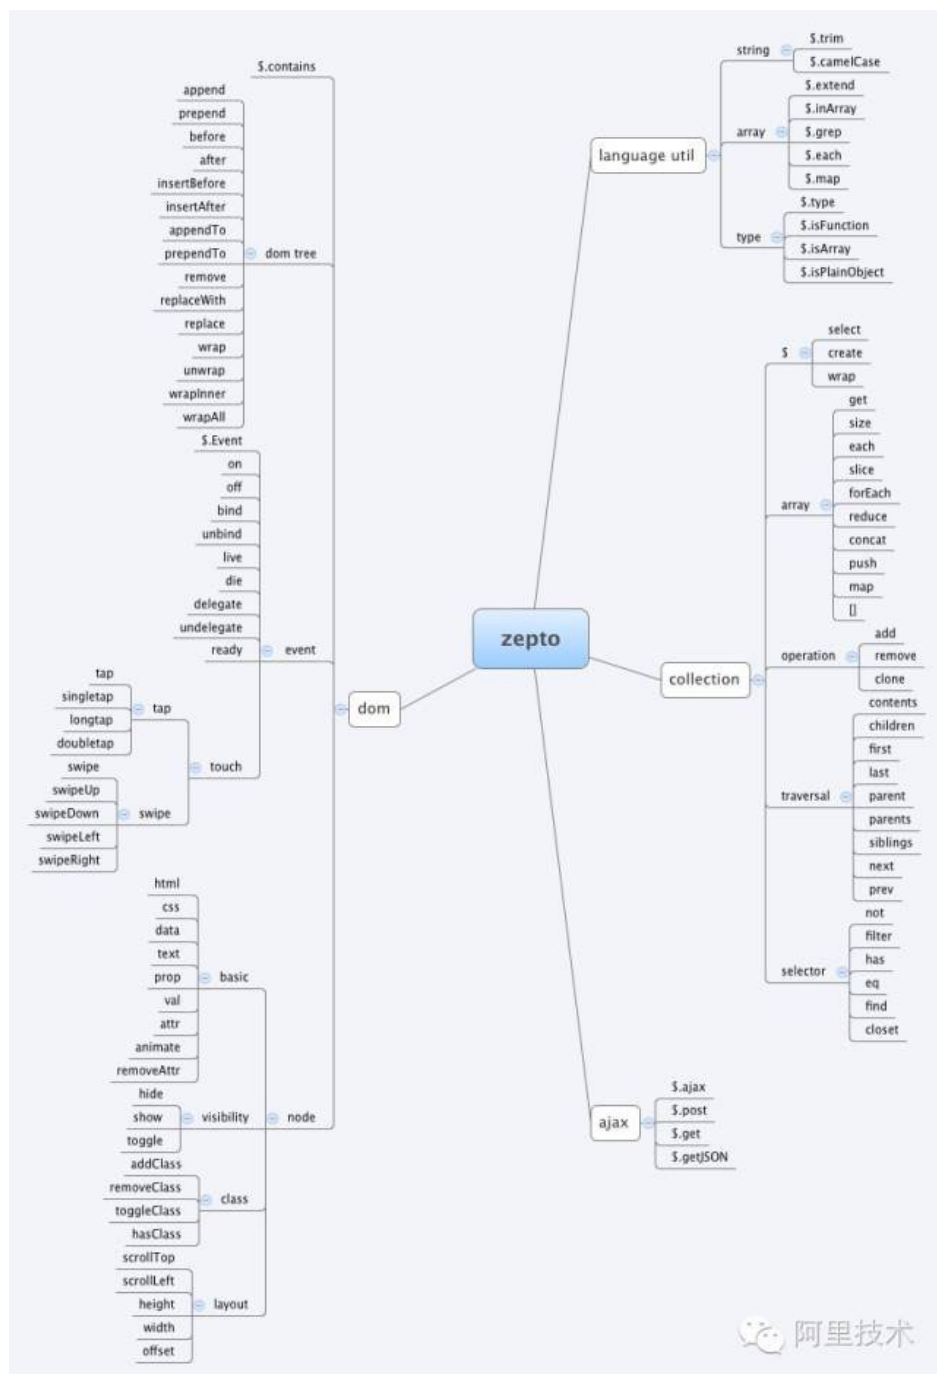 zepto
language util
string
$.trim
$.camelCase
array
$.extend
$.inArray
$.grep
$.each
$.map
type
$.type
$.isFunction
$.isArray
$.isPlainObject
collection
$
select
create
wrap
array
get
size
each
slice
forEach
reduce
concat
push
map
[]
operation
add
remove
clone
traversal
contents
children
first
last
parent
parents
siblings
next
prev
selector
not
filter
has
eq
find
closet
ajax
$.ajax
$.post
$.get
$.getJSON
dom
$.contains
dom tree
append
prepend
before
after
insertBefore
insertAfter
appendTo
prependTo
remove
replaceWith
replace
wrap
unwrap
wrapInner
wrapAll
event
$.Event
on
off
bind
unbind
live
die
delegate
undelegate
ready
touch
tap
tap
singletap
longtap
doubletap
swipe
swipe
swipeUp
swipeDown
swipeLeft
swipeRight
node
basic
html
css
data
text
prop
val
attr
animate
removeAttr
visibility
hide
show
toggle
class
addClass
removeClass
toggleClass
hasClass
layout
scrollTop
scrollLeft
height
width
offset
阿里技术